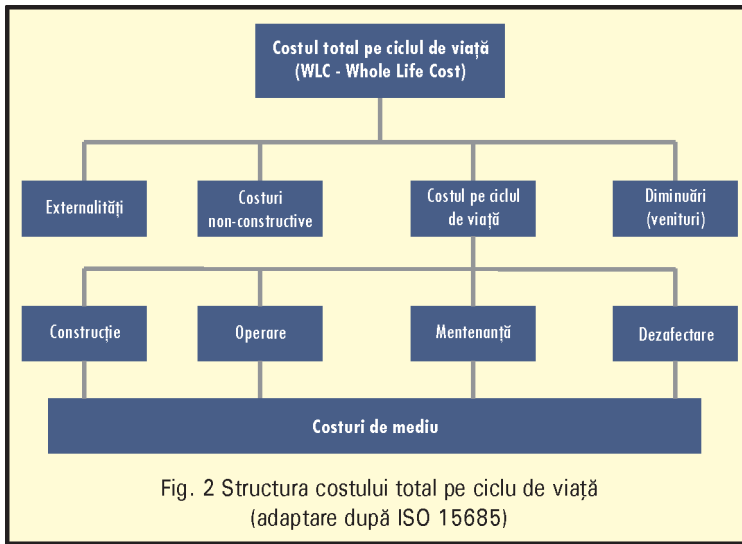 Costul total pe ciclul de viață
(WLC - Whole Life Cost)
Externalități
Costuri
non-constructive
Costul pe ciclul
de viață
Diminuări
(venituri)
Construcție
Operare
Mentenanță
Dezafectare
Costuri de mediu
Fig. 2 Structura costului total pe ciclu de viață
(adaptare după ISO 15685)